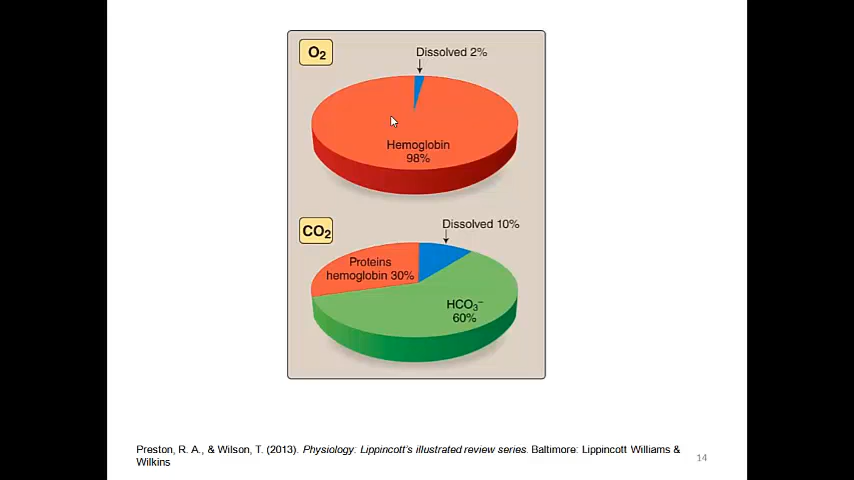 O₂
Dissolved 2%
Hemoglobin
98%
CO₂
Dissolved 10%
Proteins
hemoglobin 30%
HCO₃⁻
60%
Preston, R. A., & Wilson, T. (2013). Physiology: Lippincott's illustrated review series. Baltimore: Lippincott Williams &
Wilkins
14